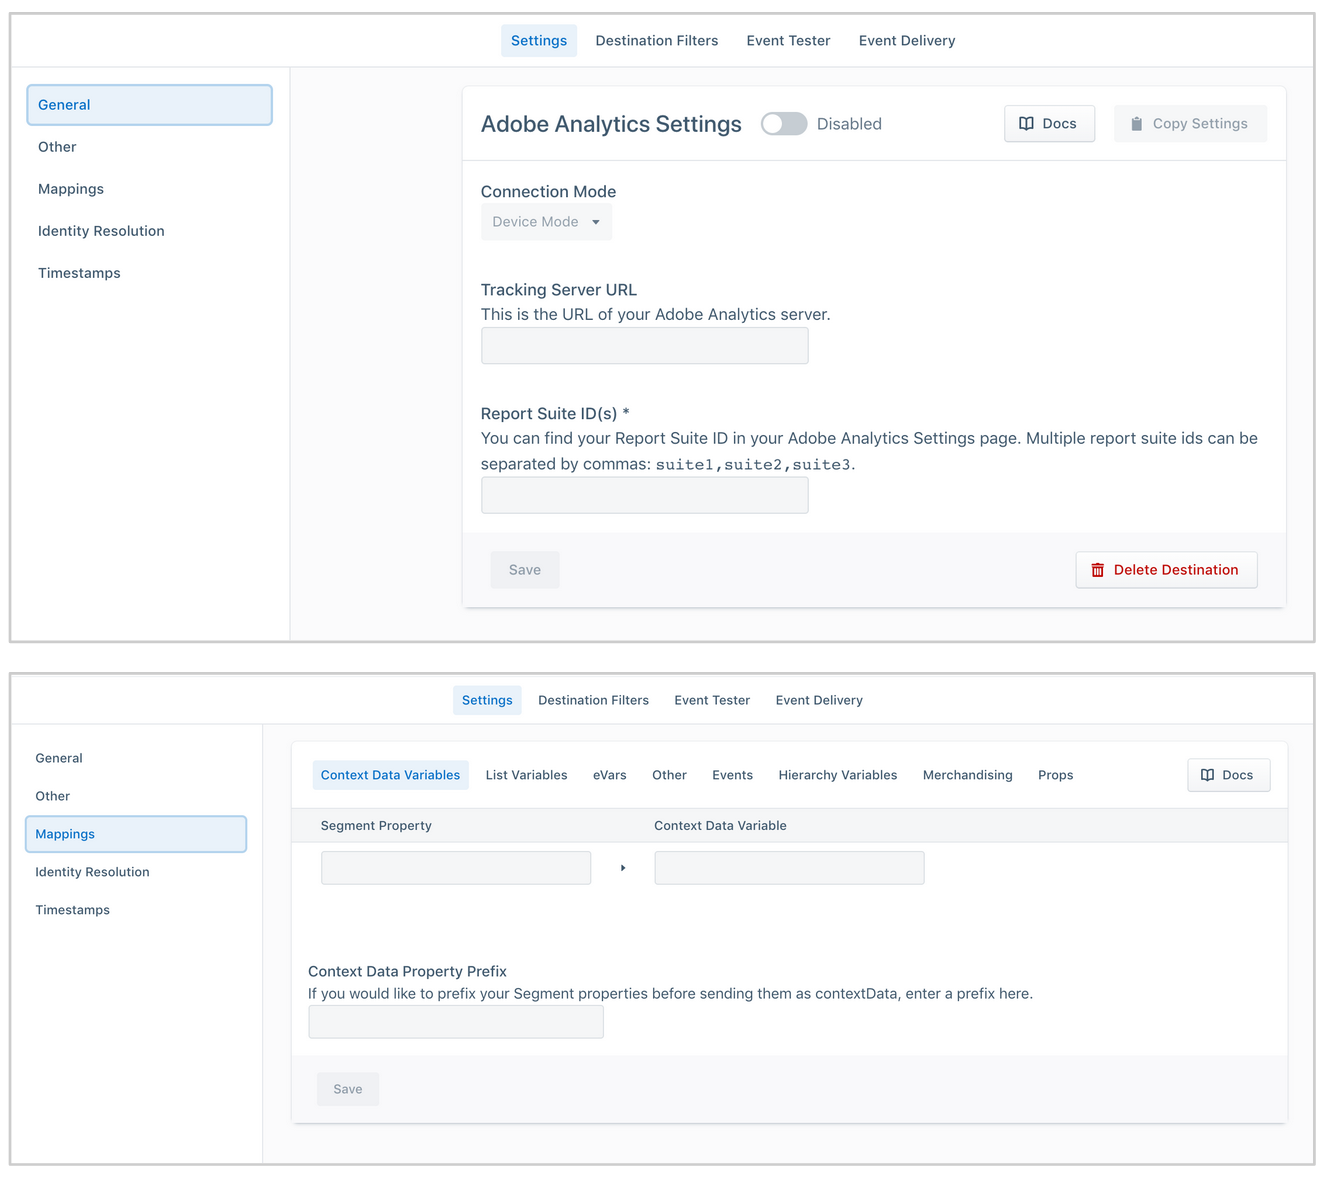 Settings Destination Filters Event Tester Event Delivery
General
Other
Mappings
Identity Resolution
Timestamps
Adobe Analytics Settings Disabled Docs Copy Settings
Connection Mode
Device Mode
Tracking Server URL
This is the URL of your Adobe Analytics server.
Report Suite ID(s) *
You can find your Report Suite ID in your Adobe Analytics Settings page. Multiple report suite ids can be
separated by commas: suite1,suite2,suite3.
Save Delete Destination
Settings Destination Filters Event Tester Event Delivery
General
Other
Mappings
Identity Resolution
Timestamps
Context Data Variables List Variables eVars Other Events Hierarchy Variables Merchandising Props Docs
Segment Property Context Data Variable
Context Data Property Prefix
If you would like to prefix your Segment properties before sending them as contextData, enter a prefix here.
Save